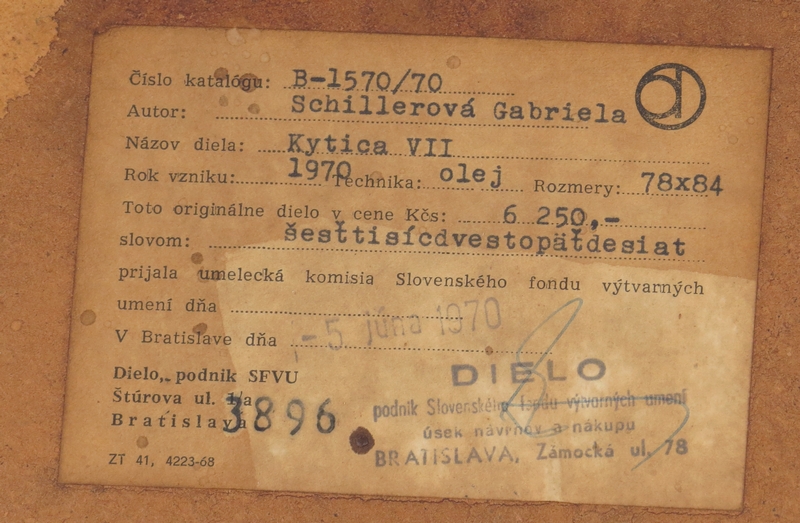 Číslo katalógu: B-1570/70
Autor: Schillerová Gabriela
Názov diela: Kytica VII
Rok vzniku: 1970 Technika: olej Rozmery: 78x84
Toto originálne dielo v cene Kčs: 6 250,-
slovom: šesttisícdvestopäťdesiat
prijala umelecká komisia Slovenského fondu výtvarných
umení dňa
V Bratislave dňa -5 júna 1970
Dielo, podnik SFVU
Štúrova ul.
Bratislava
3896
ZT 41, 4223-68
DIELO
podnik Slovenského fondu výtvarných umení
úsek návrhov a nákupu
BRATISLAVA, Zámocká ul. 78